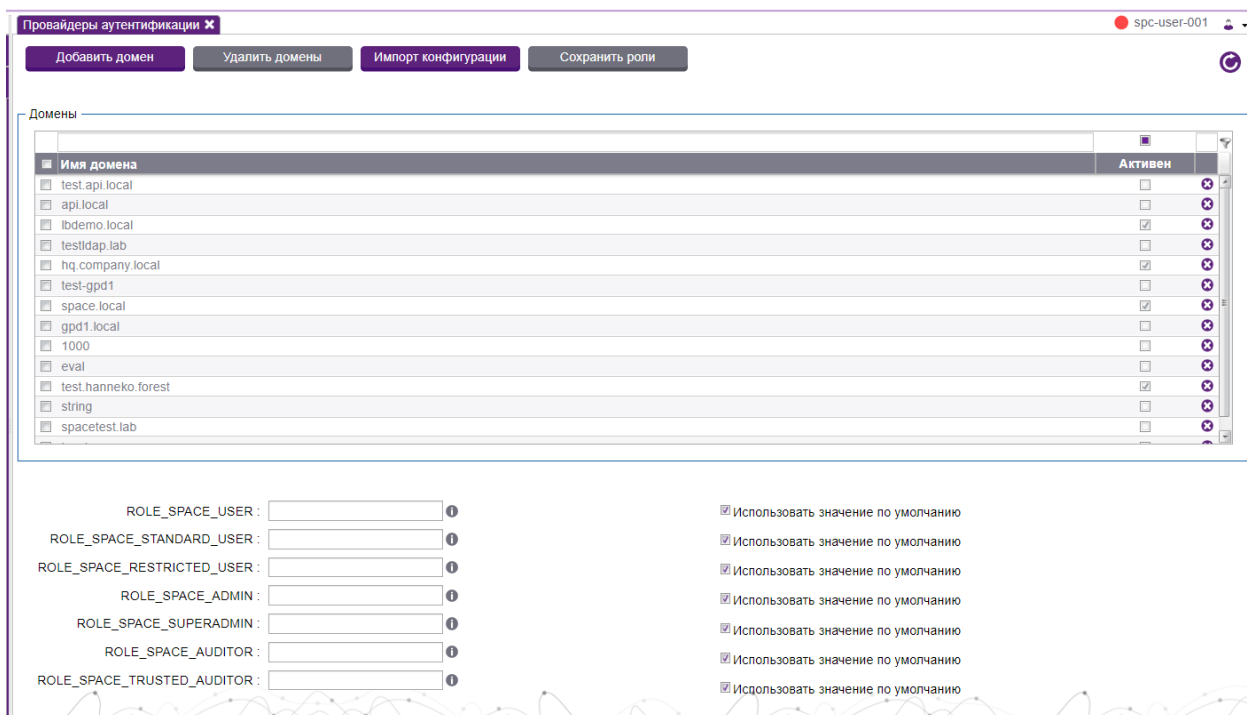 Провайдеры аутентификации
spc-user-001
Добавить домен Удалить домены Импорт конфигурации Сохранить роли
Домены
Имя домена Активен
test.api.local
api.local
lbdemo.local
testldap.lab
hq.company.local
test-gpd1
space.local
gpd1.local
1000
eval
test.hanneko.forest
string
spacetest.lab
ROLE_SPACE_USER : Использовать значение по умолчанию
ROLE_SPACE_STANDARD_USER : Использовать значение по умолчанию
ROLE_SPACE_RESTRICTED_USER : Использовать значение по умолчанию
ROLE_SPACE_ADMIN : Использовать значение по умолчанию
ROLE_SPACE_SUPERADMIN : Использовать значение по умолчанию
ROLE_SPACE_AUDITOR : Использовать значение по умолчанию
ROLE_SPACE_TRUSTED_AUDITOR : Использовать значение по умолчанию